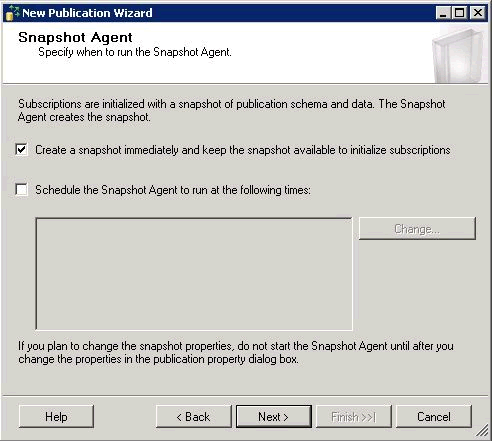 New Publication Wizard
Snapshot Agent
Specify when to run the Snapshot Agent.
Subscriptions are initialized with a snapshot of publication schema and data. The Snapshot
Agent creates the snapshot.
Create a snapshot immediately and keep the snapshot available to initialize subscriptions
Schedule the Snapshot Agent to run at the following times:
Change...
If you plan to change the snapshot properties, do not start the Snapshot Agent until after you
change the properties in the publication property dialog box.
Help
< Back
Next >
Finish >>|
Cancel